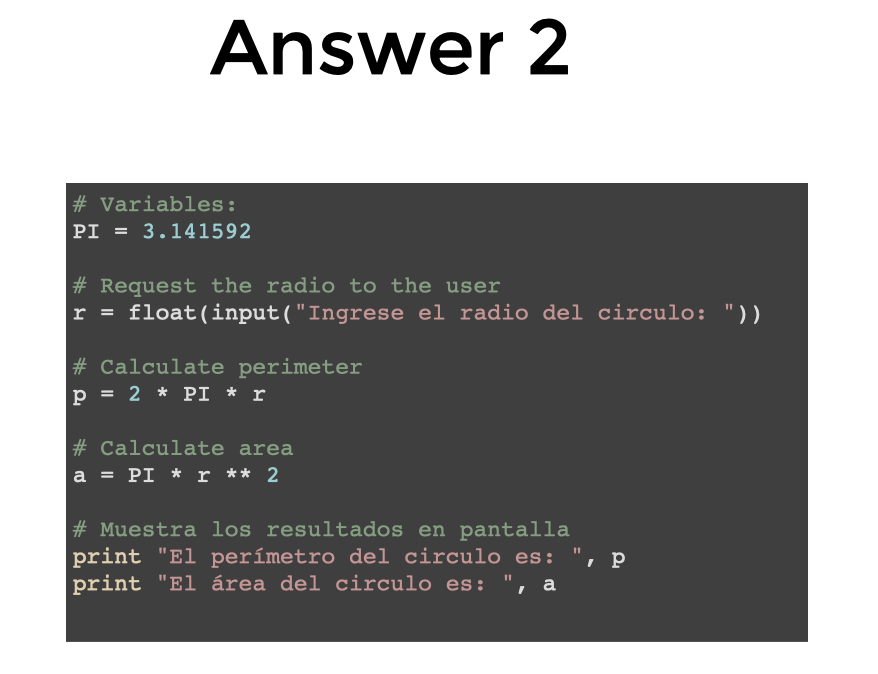 Answer 2
# Variables:
PI = 3.141592
# Request the radio to the user
r = float(input("Ingrese el radio del circulo: "))
# Calculate perimeter
p = 2 * PI * r
# Calculate area
a = PI * r ** 2
# Muestra los resultados en pantalla
print "El perímetro del circulo es: ", p
print "El área del circulo es: ", a